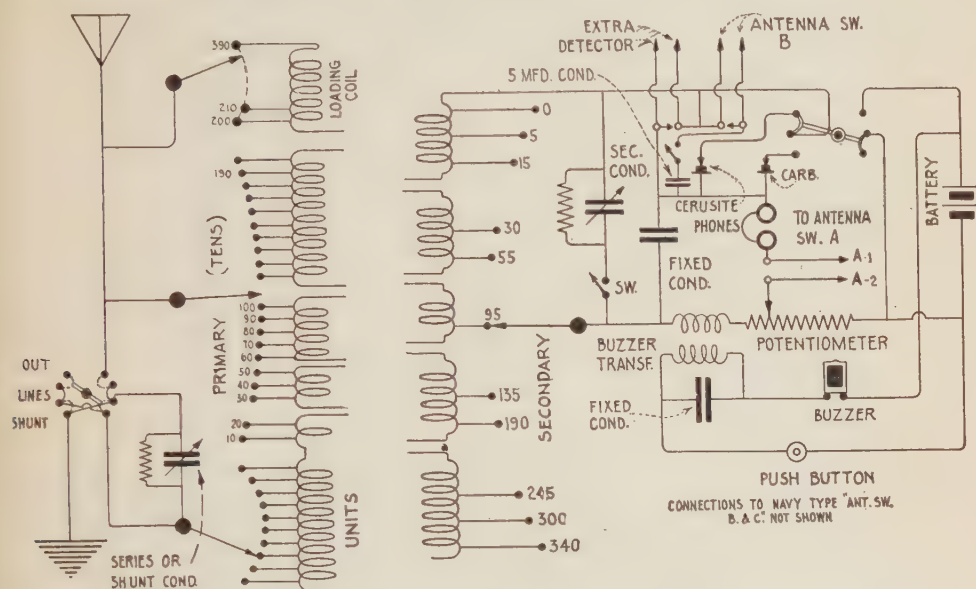 EXTRA
DETECTOR
ANTENNA SW.
B
390
LOADING
COIL
5 MFD. COND.
210
200
0
5
15
190
SEC.
COND.
CARB.
CERUSITE
PHONES
TO ANTENNA
SW. A
BATTERY
(TENS)
30
55
FIXED
COND.
A-1
A-2
SW.
100
90
80
70
60
PRIMARY
95
SECONDARY
BUZZER
TRANSF.
POTENTIOMETER
OUT
LINES
SHUNT
50
40
30
135
190
FIXED
COND.
BUZZER
20
10
PUSH BUTTON
CONNECTIONS TO NAVY TYPE "ANT. SW.
B. & C." NOT SHOWN
UNITS
245
300
340
SERIES OR
SHUNT COND.